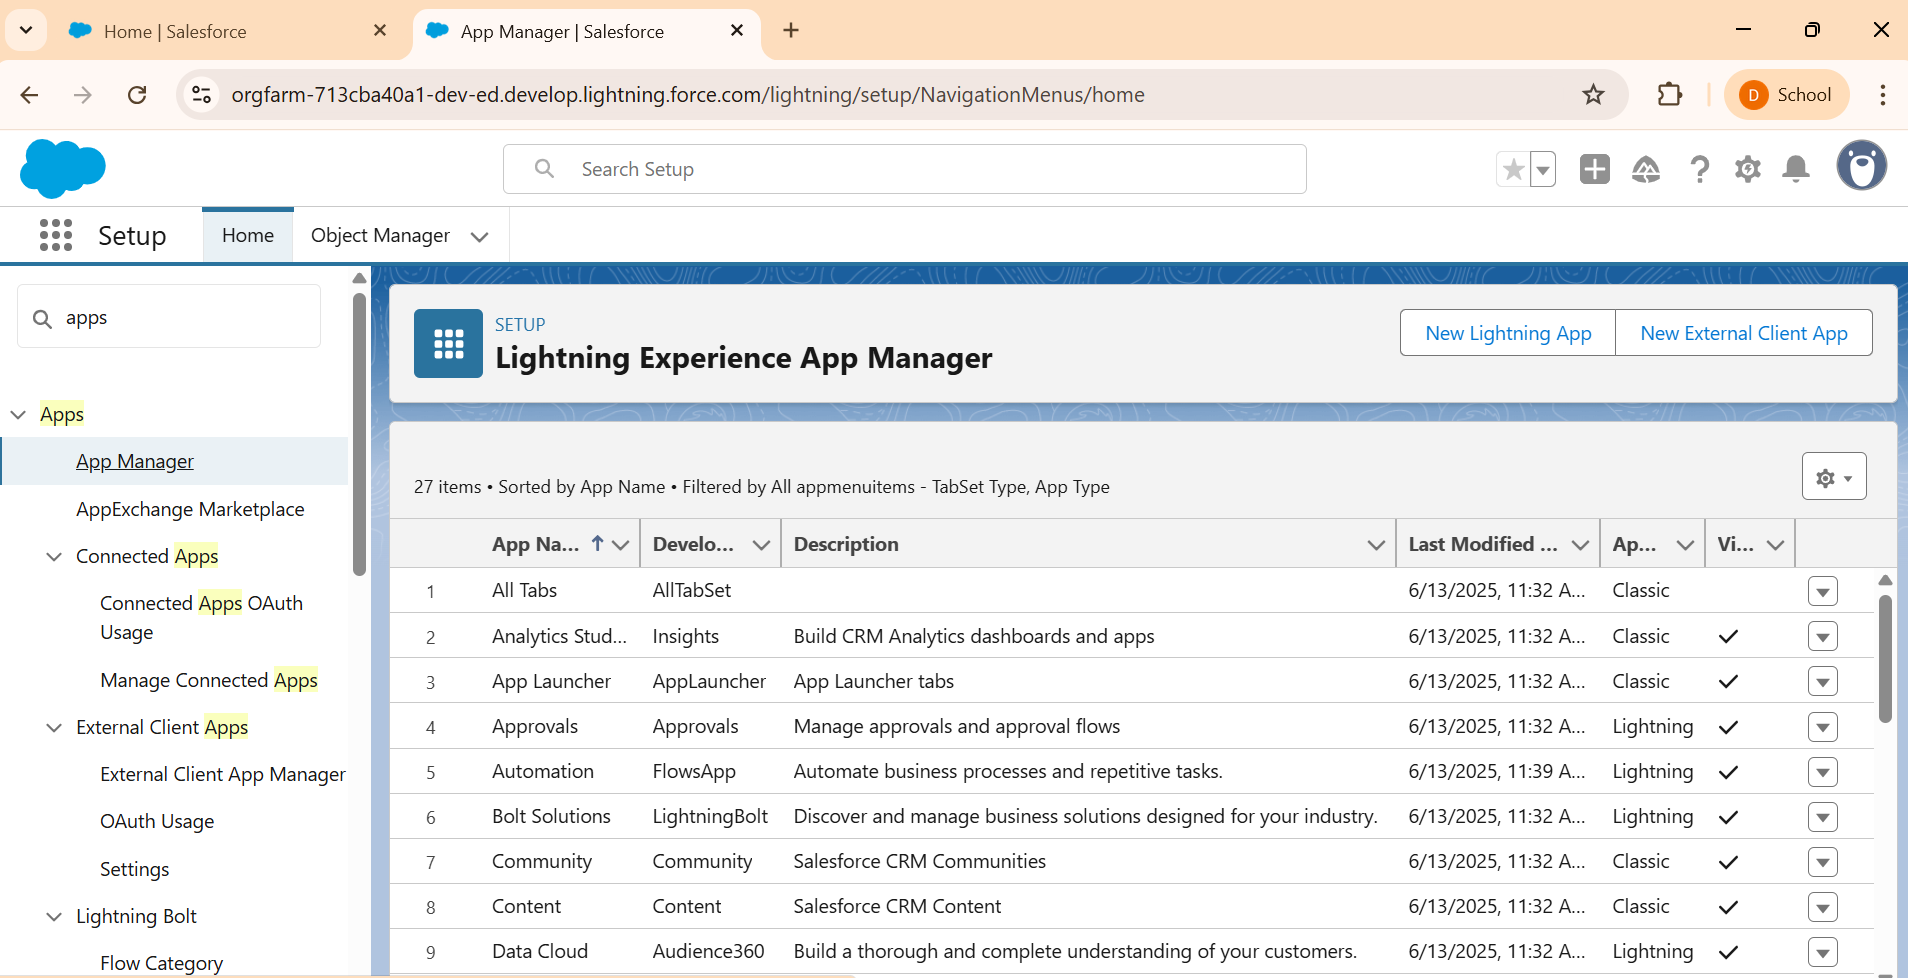 Home | Salesforce
App Manager | Salesforce
orgfarm-713cba40a1-dev-ed.develop.lightning.force.com/lightning/setup/NavigationMenus/home
D School
Search Setup
Setup Home Object Manager
apps
Apps
App Manager
AppExchange Marketplace
Connected Apps
Connected Apps OAuth
Usage
Manage Connected Apps
External Client Apps
External Client App Manager
OAuth Usage
Settings
Lightning Bolt
Flow Category
SETUP
Lightning Experience App Manager
New Lightning App New External Client App
27 items • Sorted by App Name • Filtered by All appmenuitems - TabSet Type, App Type
App Na... Develo... Description Last Modified ... Ap... Vi...
1 All Tabs AllTabSet 6/13/2025, 11:32 A... Classic
2 Analytics Stud... Insights Build CRM Analytics dashboards and apps 6/13/2025, 11:32 A... Classic
3 App Launcher AppLauncher App Launcher tabs 6/13/2025, 11:32 A... Classic
4 Approvals Approvals Manage approvals and approval flows 6/13/2025, 11:32 A... Lightning
5 Automation FlowsApp Automate business processes and repetitive tasks. 6/13/2025, 11:39 A... Lightning
6 Bolt Solutions LightningBolt Discover and manage business solutions designed for your industry. 6/13/2025, 11:32 A... Lightning
7 Community Community Salesforce CRM Communities 6/13/2025, 11:32 A... Classic
8 Content Content Salesforce CRM Content 6/13/2025, 11:32 A... Classic
9 Data Cloud Audience360 Build a thorough and complete understanding of your customers. 6/13/2025, 11:32 A... Lightning